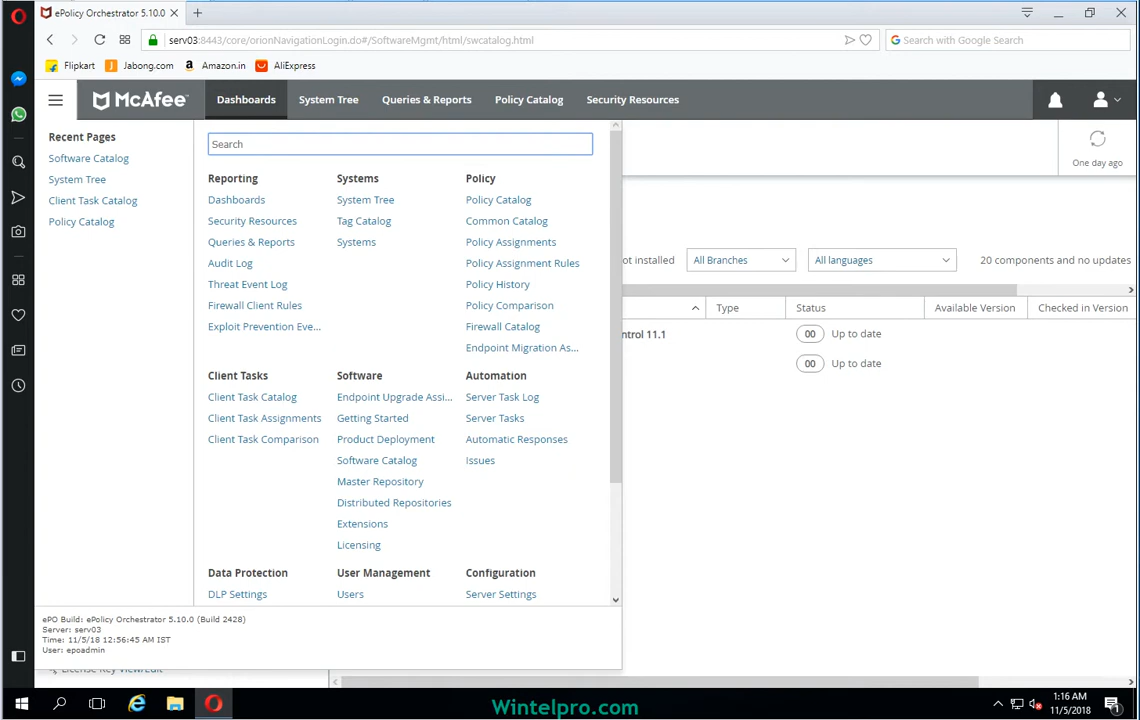 ePolicy Orchestrator 5.10.0
serv03:8443/core/orionNavigationLogin.do#/SoftwareMgmt/html/swcatalog.html
Search with Google Search
Flipkart
Jabong.com
Amazon.in
AliExpress
McAfee
Dashboards
System Tree
Queries & Reports
Policy Catalog
Security Resources
Recent Pages
Software Catalog
System Tree
Client Task Catalog
Policy Catalog
Search
Reporting
Dashboards
Security Resources
Queries & Reports
Audit Log
Threat Event Log
Firewall Client Rules
Exploit Prevention Eve...
Systems
System Tree
Tag Catalog
Systems
Policy
Policy Catalog
Common Catalog
Policy Assignments
Policy Assignment Rules
Policy History
Policy Comparison
Firewall Catalog
Endpoint Migration As...
Client Tasks
Client Task Catalog
Client Task Assignments
Client Task Comparison
Software
Endpoint Upgrade Assi...
Getting Started
Product Deployment
Software Catalog
Master Repository
Distributed Repositories
Extensions
Licensing
Automation
Server Task Log
Server Tasks
Automatic Responses
Issues
Data Protection
DLP Settings
User Management
Users
Configuration
Server Settings
One day ago
ot installed
All Branches
All languages
20 components and no updates
Type
Status
Available Version
Checked in Version
ntrol 11.1
00 Up to date
00 Up to date
ePO Build: ePolicy Orchestrator 5.10.0 (Build 2428)
Server: serv03
Time: 11/5/18 12:56:45 AM IST
User: epoadmin
License Key View/Edit
Wintelpro.com
1:16 AM
11/5/2018
1